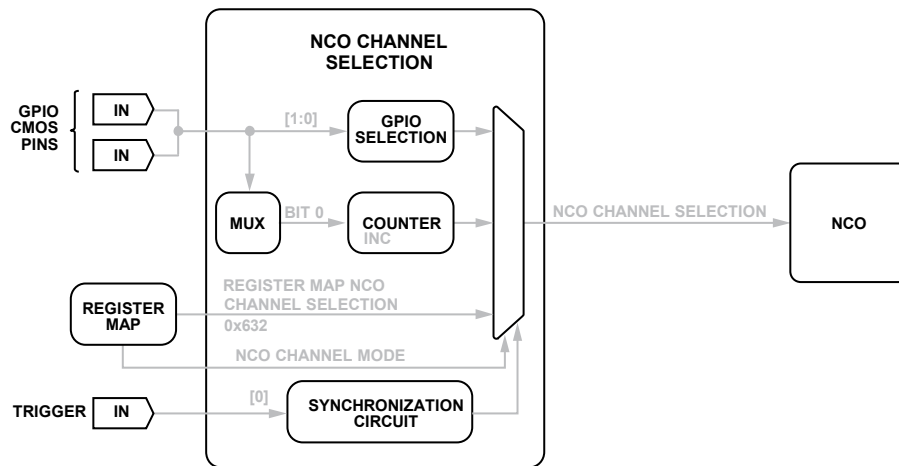 NCO CHANNEL
SELECTION
GPIO
CMOS
PINS
IN
IN
[1:0]
GPIO
SELECTION
MUX
BIT 0
COUNTER
INC
NCO CHANNEL SELECTION
NCO
REGISTER
MAP
REGISTER MAP NCO
CHANNEL SELECTION
0x632
NCO CHANNEL MODE
TRIGGER
IN
[0]
SYNCHRONIZATION
CIRCUIT